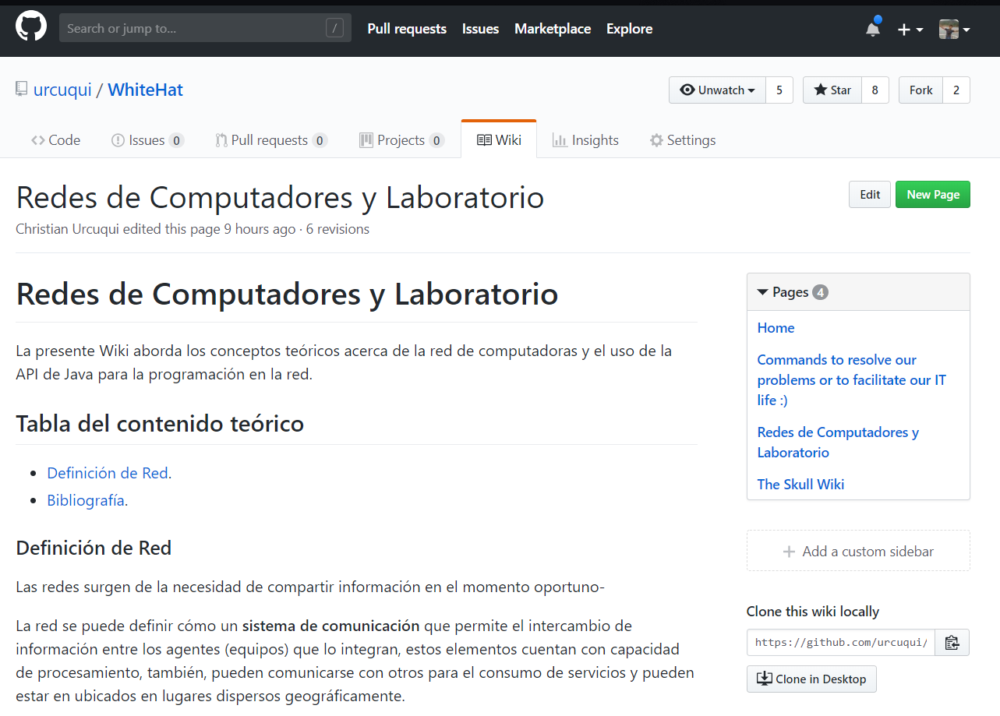 Search or jump to... / Pull requests Issues Marketplace Explore
urcuqui / WhiteHat Unwatch 5 Star 8 Fork 2
Code Issues 0 Pull requests 0 Projects 0 Wiki Insights Settings
Redes de Computadores y Laboratorio
Edit New Page
Christian Urcuqui edited this page 9 hours ago · 6 revisions
Redes de Computadores y Laboratorio
La presente Wiki aborda los conceptos teóricos acerca de la red de computadoras y el uso de la
API de Java para la programación en la red.
Tabla del contenido teórico
Definición de Red.
Bibliografía.
Definición de Red
Las redes surgen de la necesidad de compartir información en el momento oportuno-
La red se puede definir cómo un sistema de comunicación que permite el intercambio de
información entre los agentes (equipos) que lo integran, estos elementos cuentan con capacidad
de procesamiento, también, pueden comunicarse con otros para el consumo de servicios y pueden
estar en ubicados en lugares dispersos geográficamente.
Pages 4
Home
Commands to resolve our
problems or to facilitate our IT
life :)
Redes de Computadores y
Laboratorio
The Skull Wiki
+ Add a custom sidebar
Clone this wiki locally
https://github.com/urcuqui/
Clone in Desktop